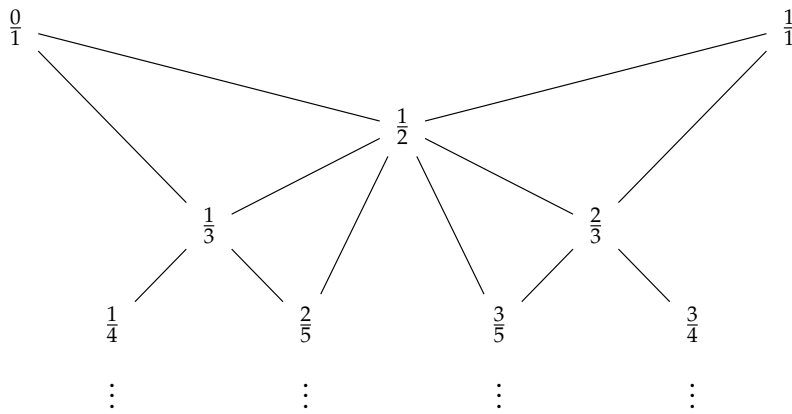 0/1 1/1
1/2
1/3 2/3
1/4 2/5 3/5 3/4
⋮ ⋮ ⋮ ⋮